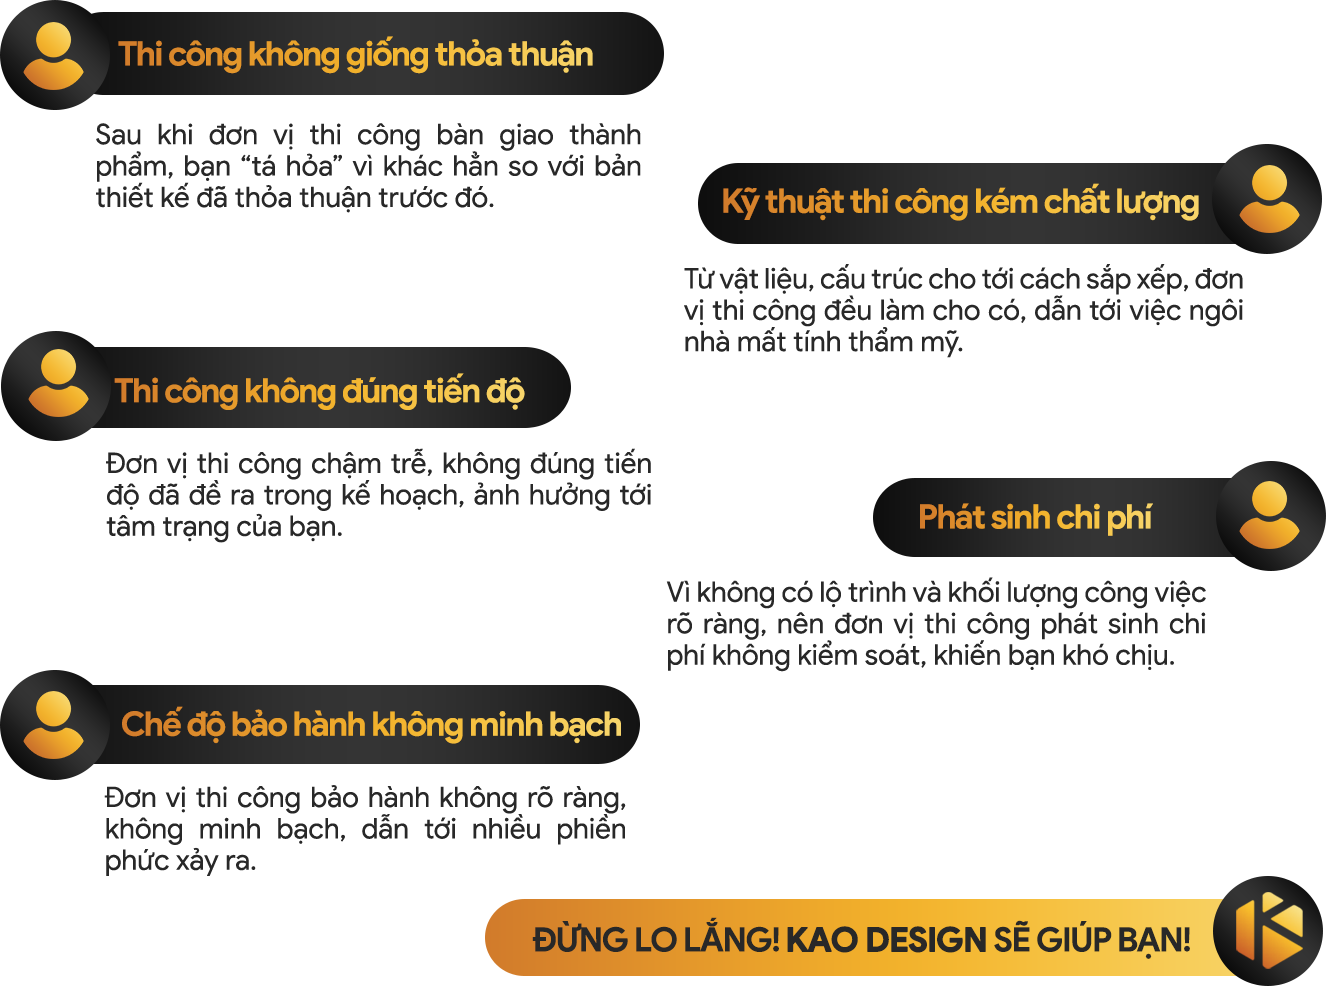 Thi công không giống thỏa thuận
Sau khi đơn vị thi công bàn giao thành
phẩm, bạn “tá hỏa” vì khác hẳn so với bản
thiết kế đã thỏa thuận trước đó.
Kỹ thuật thi công kém chất lượng
Từ vật liệu, cấu trúc cho tới cách sắp xếp, đơn
vị thi công đều làm cho có, dẫn tới việc ngôi
nhà mất tính thẩm mỹ.
Thi công không đúng tiến độ
Đơn vị thi công chậm trễ, không đúng tiến
độ đã đề ra trong kế hoạch, ảnh hưởng tới
tâm trạng của bạn.
Phát sinh chi phí
Vì không có lộ trình và khối lượng công việc
rõ ràng, nên đơn vị thi công phát sinh chi
phí không kiểm soát, khiến bạn khó chịu.
Chế độ bảo hành không minh bạch
Đơn vị thi công bảo hành không rõ ràng,
không minh bạch, dẫn tới nhiều phiền
phức xảy ra.
ĐỪNG LO LẮNG! KAO DESIGN SẼ GIÚP BẠN!